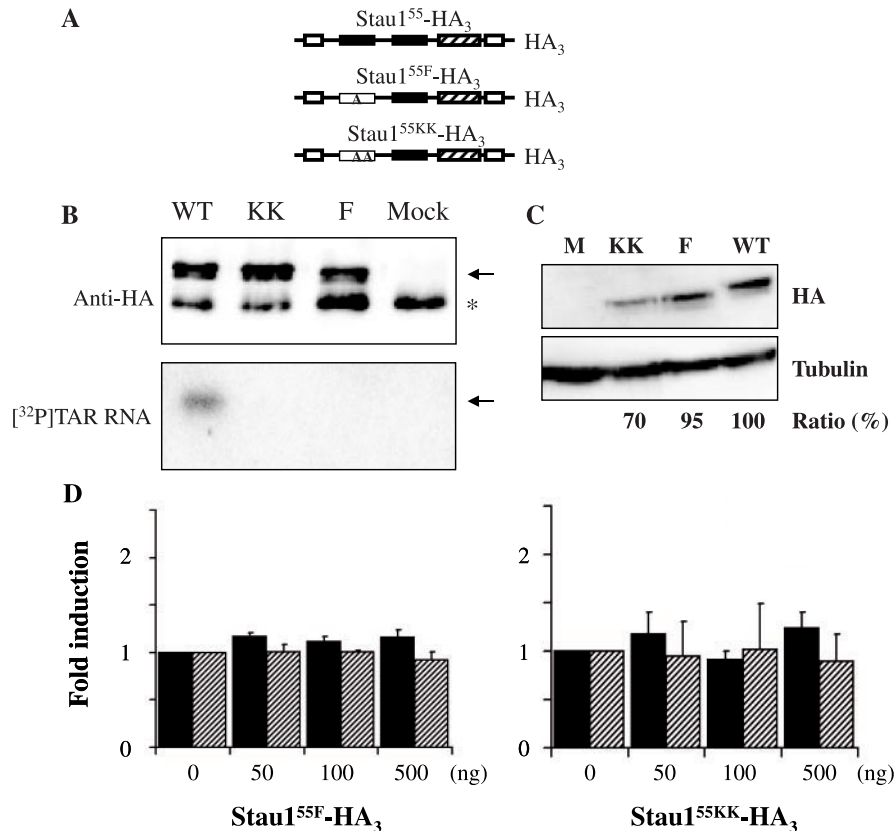 A
Stau1⁵⁵-HA₃
HA₃
Stau1⁵⁵ᶠ-HA₃
A
HA₃
Stau1⁵⁵ᴷᴷ-HA₃
AA
HA₃
B
WT KK F Mock
Anti-HA
*
[³²P]TAR RNA
C
M KK F WT
HA
Tubulin
70 95 100 Ratio (%)
D
Fold induction
2
1
0
0 50 100 500 (ng)
Stau1⁵⁵ᶠ-HA₃
2
1
0
0 50 100 500 (ng)
Stau1⁵⁵ᴷᴷ-HA₃